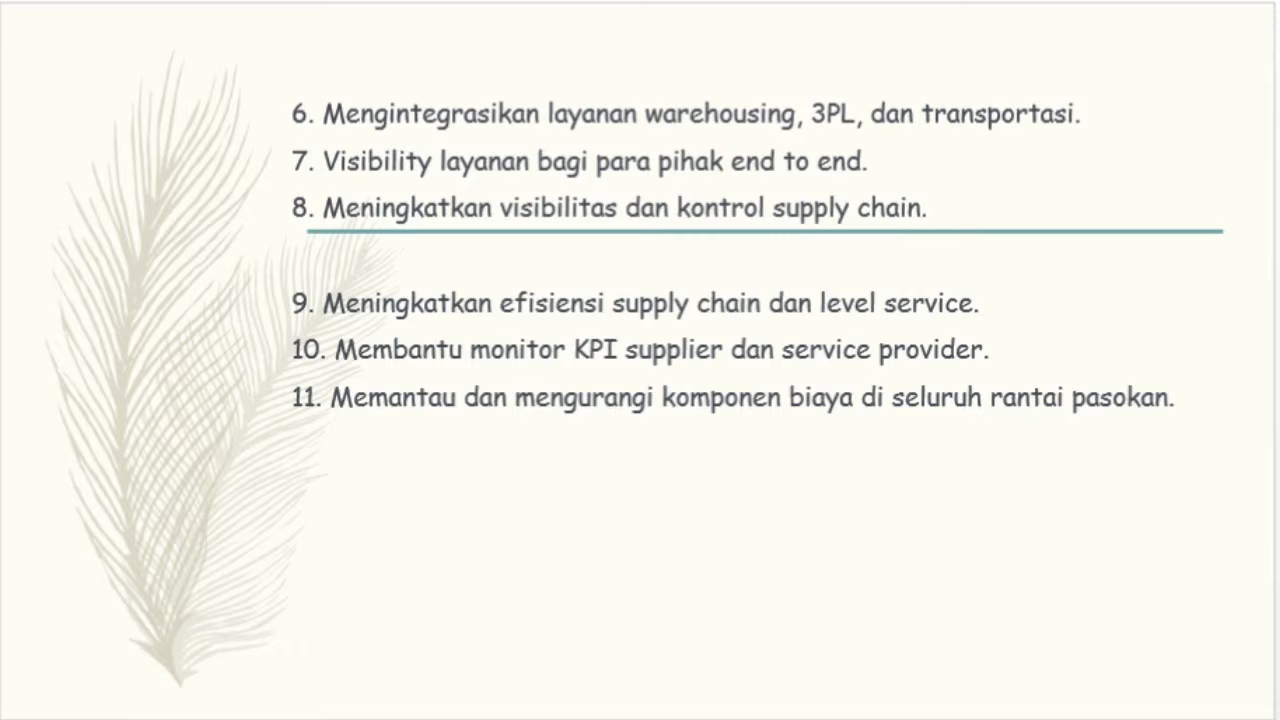 6. Mengintegrasikan layanan warehousing, 3PL, dan transportasi.
7. Visibility layanan bagi para pihak end to end.
8. Meningkatkan visibilitas dan kontrol supply chain.
9. Meningkatkan efisiensi supply chain dan level service.
10. Membantu monitor KPI supplier dan service provider.
11. Memantau dan mengurangi komponen biaya di seluruh rantai pasokan.